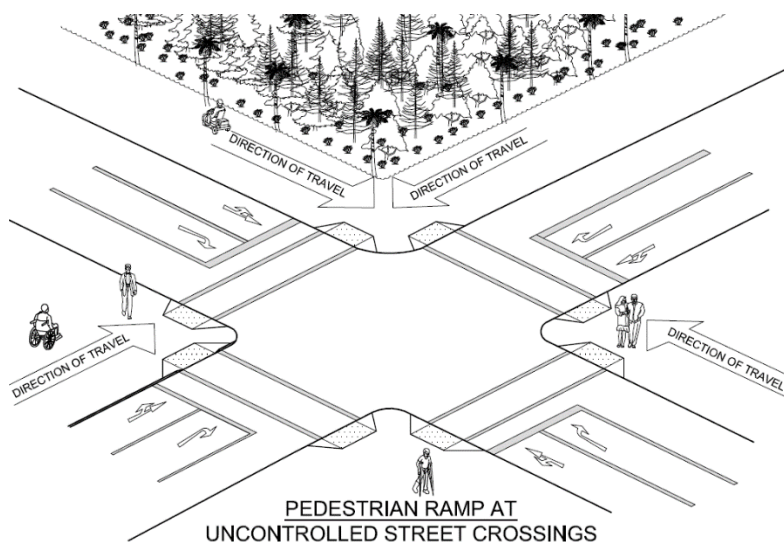 DIRECTION OF TRAVEL
DIRECTION OF TRAVEL
DIRECTION OF TRAVEL
DIRECTION OF TRAVEL
PEDESTRIAN RAMP AT
UNCONTROLLED STREET CROSSINGS